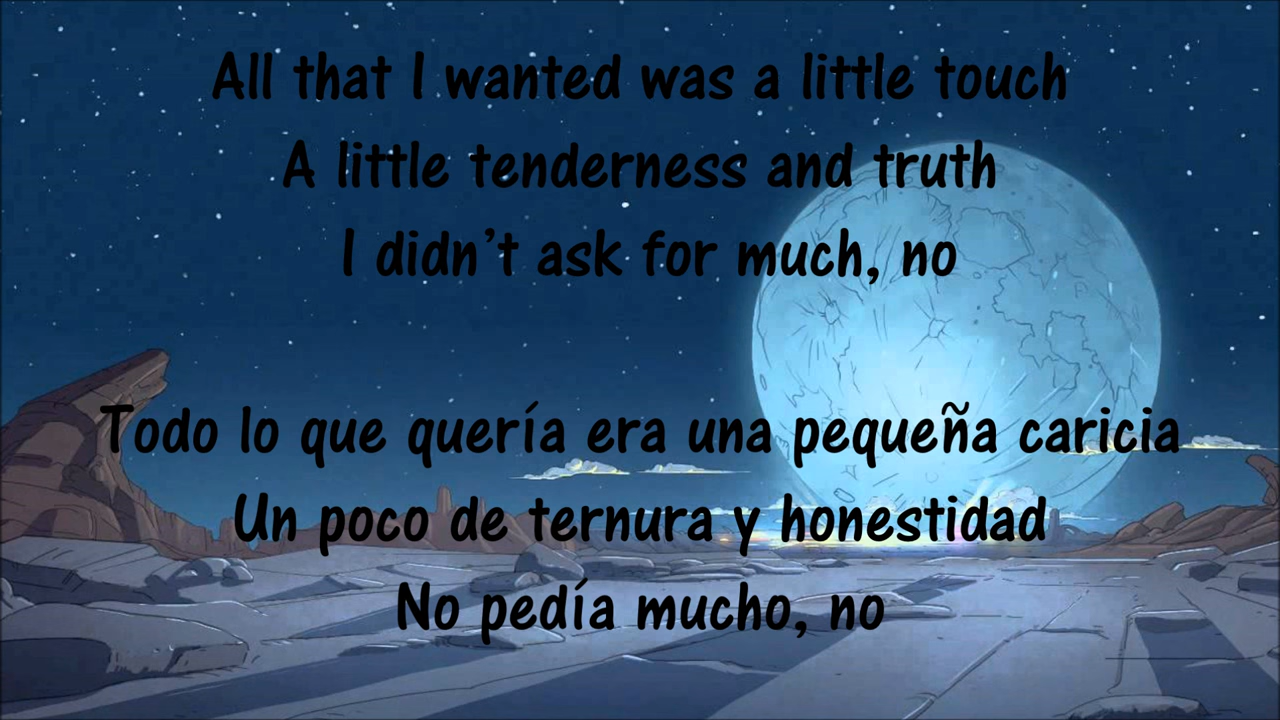 All that I wanted was a little touch
A little tenderness and truth
I didn't ask for much, no
Todo lo que quería era una pequeña caricia
Un poco de ternura y honestidad
No pedía mucho, no